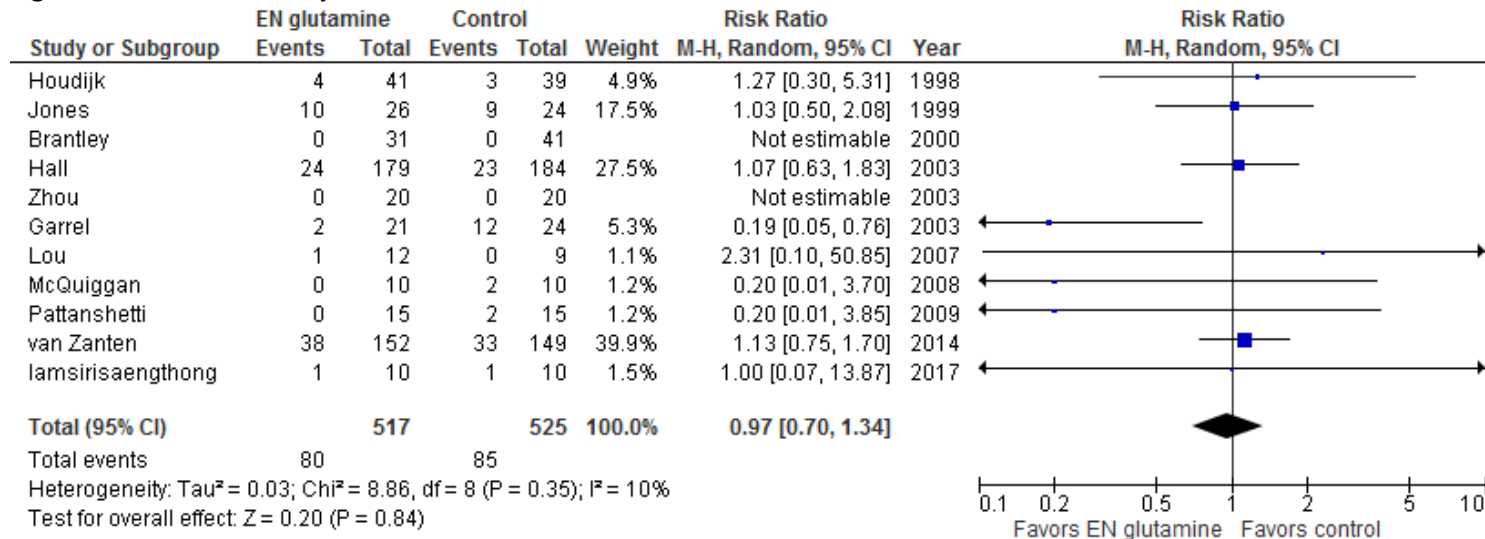 EN glutamine Control Risk Ratio Risk Ratio
Study or Subgroup Events Total Events Total Weight M-H, Random, 95% CI Year M-H, Random, 95% CI
Houdijk 4 41 3 39 4.9% 1.27 [0.30, 5.31] 1998
Jones 10 26 9 24 17.5% 1.03 [0.50, 2.08] 1999
Brantley 0 31 0 41 Not estimable 2000
Hall 24 179 23 184 27.5% 1.07 [0.63, 1.83] 2003
Zhou 0 20 0 20 Not estimable 2003
Garrel 2 21 12 24 5.3% 0.19 [0.05, 0.76] 2003
Lou 1 12 0 9 1.1% 2.31 [0.10, 50.85] 2007
McQuiggan 0 10 2 10 1.2% 0.20 [0.01, 3.70] 2008
Pattanshetti 0 15 2 15 1.2% 0.20 [0.01, 3.85] 2009
van Zanten 38 152 33 149 39.9% 1.13 [0.75, 1.70] 2014
Iamsirisaengthong 1 10 1 10 1.5% 1.00 [0.07, 13.87] 2017
Total (95% CI) 517 525 100.0% 0.97 [0.70, 1.34]
Total events 80 85
Heterogeneity: Tau² = 0.03; Chi² = 8.86, df = 8 (P = 0.35); I² = 10%
Test for overall effect: Z = 0.20 (P = 0.84)
0.1 0.2 0.5 1 2 5 10
Favors EN glutamine Favors control